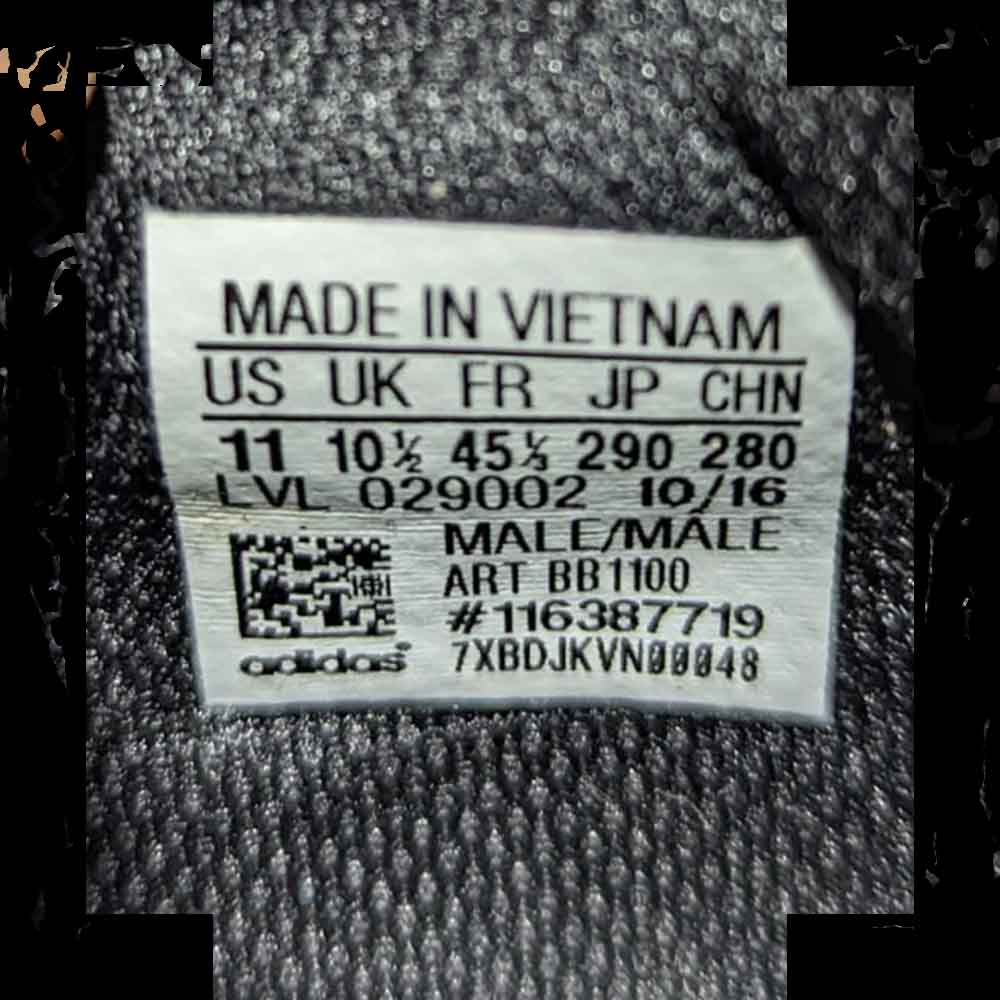 MADE IN VIETNAM
US UK FR JP CHN
11 10½ 45⅓ 290 280
LVL 029002 10/16
MALE/MÂLE
ART BB1100
#116387719
adidas 7XBDJKVN00048